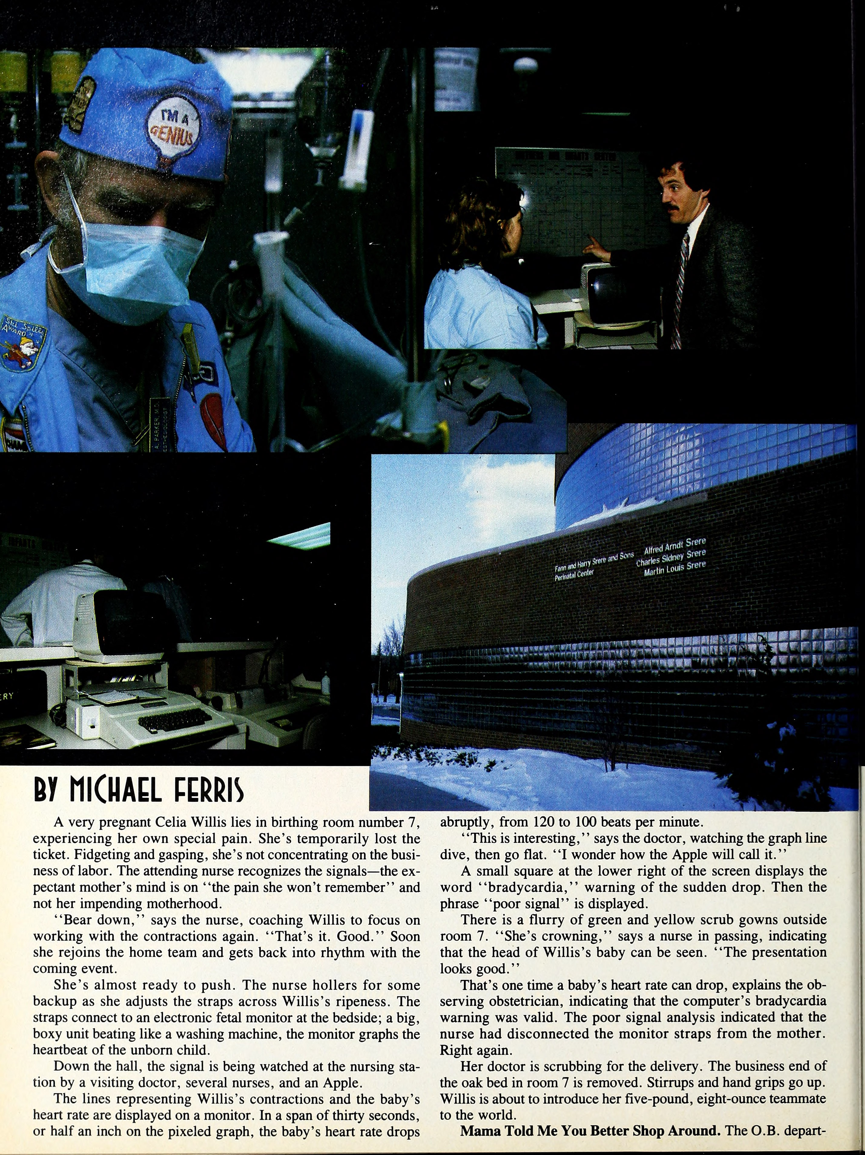 I'M A
GENIUS
Fann and Harry Srere and Sons
Perinatal Center
Alfred Arndt Srere
Charles Sidney Srere
Martin Louis Srere
BY MICHAEL FERRIS
A very pregnant Celia Willis lies in birthing room number 7,
experiencing her own special pain. She's temporarily lost the
ticket. Fidgeting and gasping, she's not concentrating on the busi-
ness of labor. The attending nurse recognizes the signals—the ex-
pectant mother's mind is on ‘‘the pain she won't remember’’ and
not her impending motherhood.
‘‘Bear down,’’ says the nurse, coaching Willis to focus on
working with the contractions again. ‘‘That's it. Good.’’ Soon
she rejoins the home team and gets back into rhythm with the
coming event.
She's almost ready to push. The nurse hollers for some
backup as she adjusts the straps across Willis's ripeness. The
straps connect to an electronic fetal monitor at the bedside; a big,
boxy unit beating like a washing machine, the monitor graphs the
heartbeat of the unborn child.
Down the hall, the signal is being watched at the nursing sta-
tion by a visiting doctor, several nurses, and an Apple.
The lines representing Willis's contractions and the baby's
heart rate are displayed on a monitor. In a span of thirty seconds,
or half an inch on the pixeled graph, the baby's heart rate drops
abruptly, from 120 to 100 beats per minute.
‘‘This is interesting,’’ says the doctor, watching the graph line
dive, then go flat. ‘‘I wonder how the Apple will call it.’’
A small square at the lower right of the screen displays the
word ‘‘bradycardia,’’ warning of the sudden drop. Then the
phrase ‘‘poor signal’’ is displayed.
There is a flurry of green and yellow scrub gowns outside
room 7. ‘‘She's crowning,’’ says a nurse in passing, indicating
that the head of Willis's baby can be seen. ‘‘The presentation
looks good.’’
That's one time a baby's heart rate can drop, explains the ob-
serving obstetrician, indicating that the computer's bradycardia
warning was valid. The poor signal analysis indicated that the
nurse had disconnected the monitor straps from the mother.
Right again.
Her doctor is scrubbing for the delivery. The business end of
the oak bed in room 7 is removed. Stirrups and hand grips go up.
Willis is about to introduce her five-pound, eight-ounce teammate
to the world.
Mama Told Me You Better Shop Around. The O.B. depart-